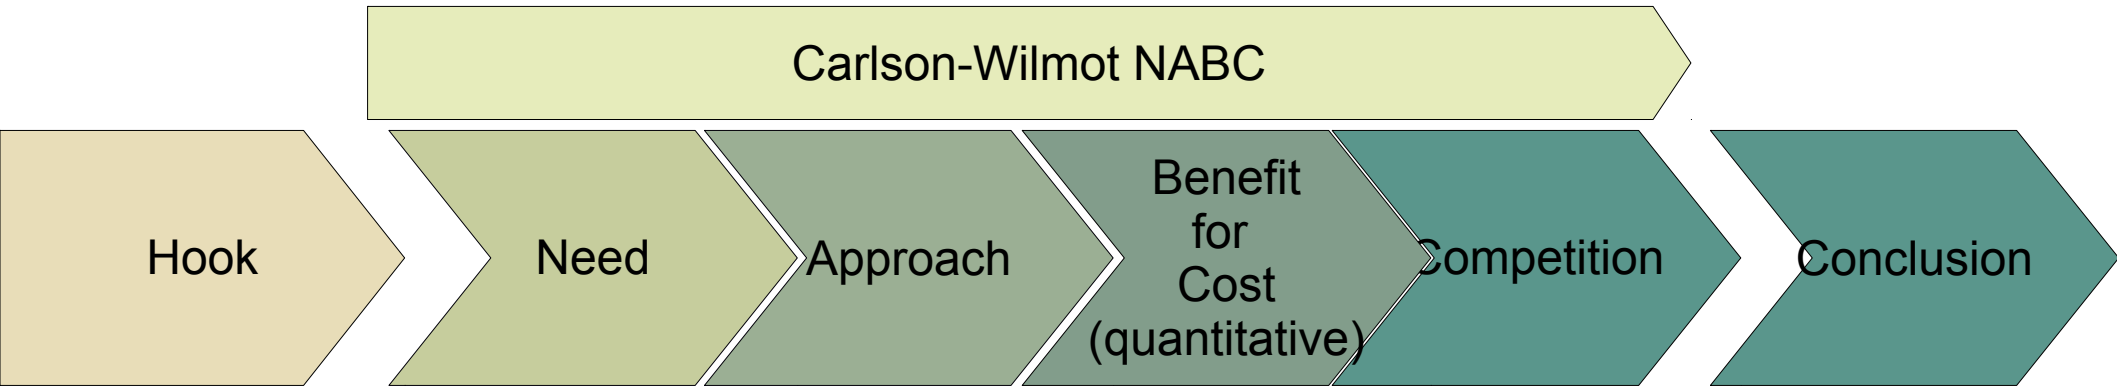 Carlson-Wilmot NABC
Hook
Need
Approach
Benefit
for
Cost
(quantitative)
Competition
Conclusion